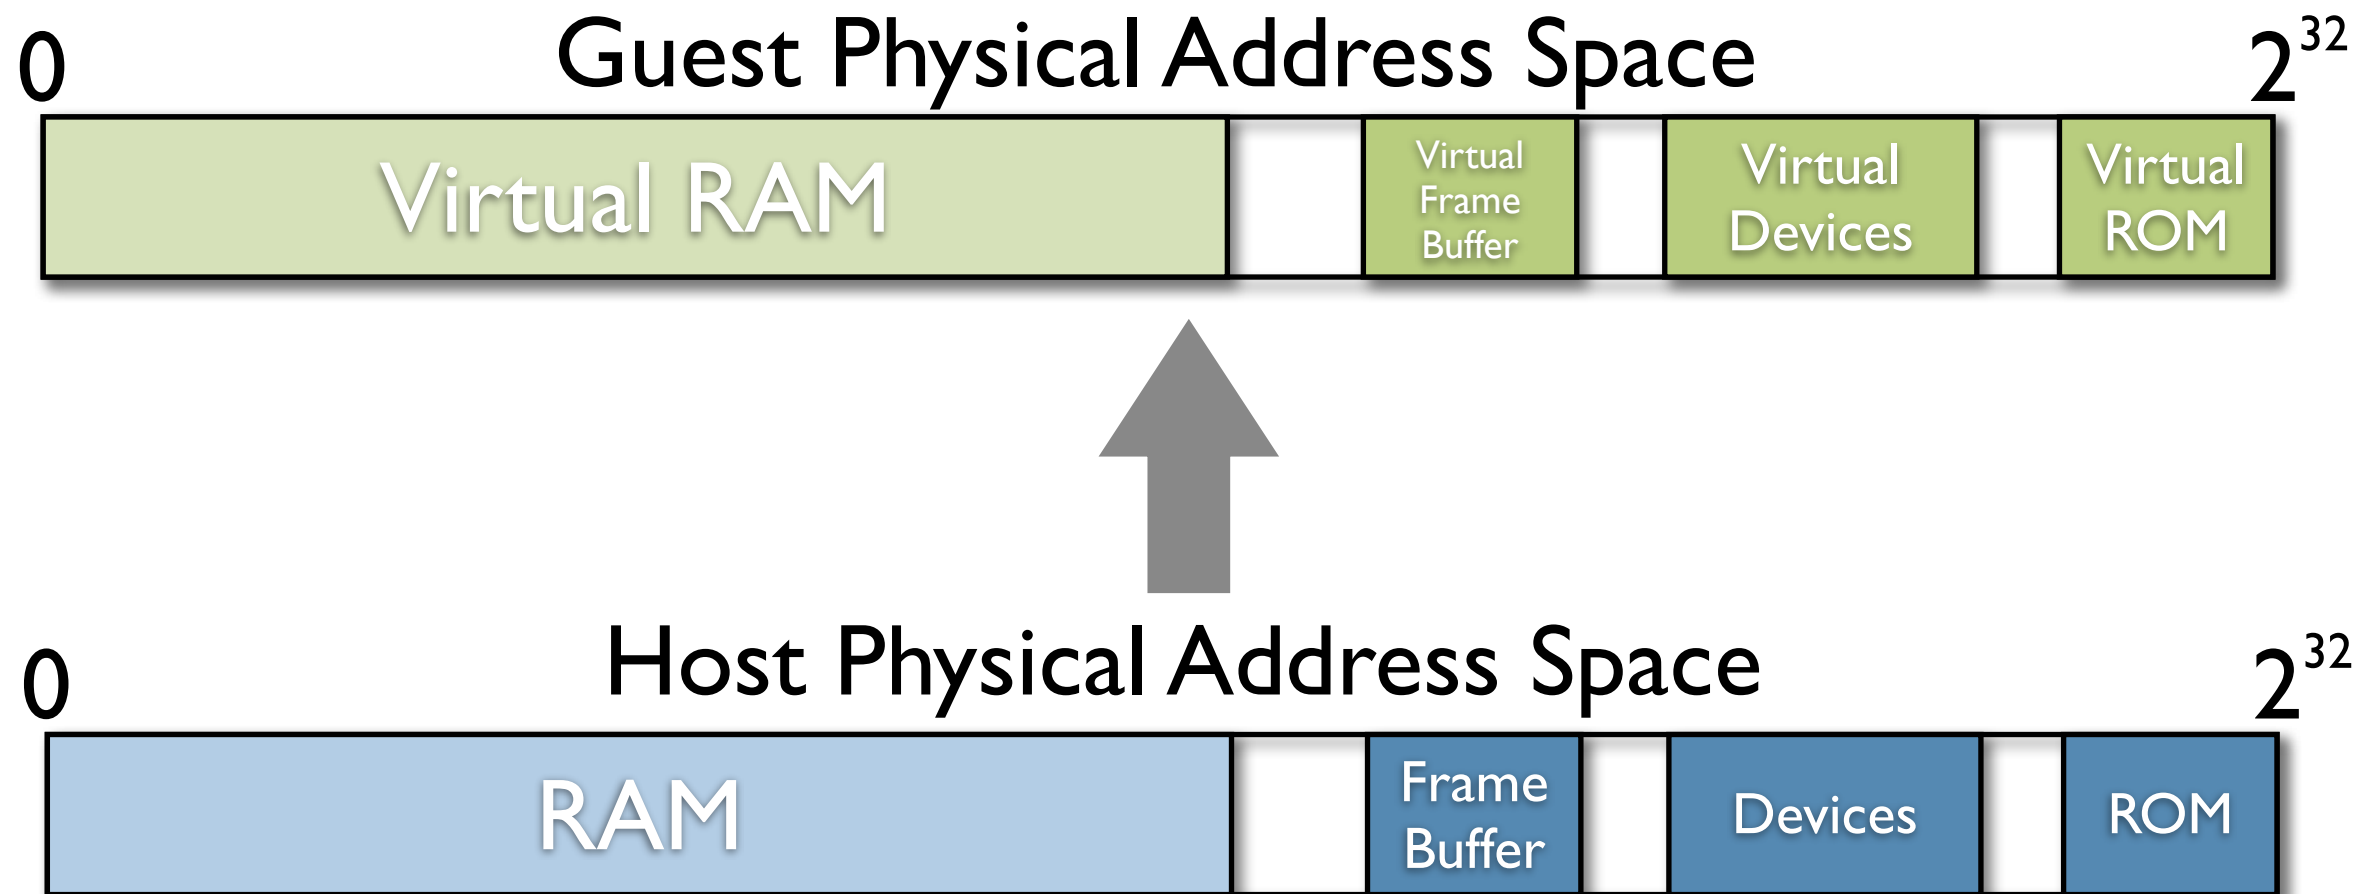 0 Guest Physical Address Space 2^32
Virtual RAM
Virtual
Frame
Buffer
Virtual
Devices
Virtual
ROM
0 Host Physical Address Space 2^32
RAM
Frame
Buffer
Devices
ROM